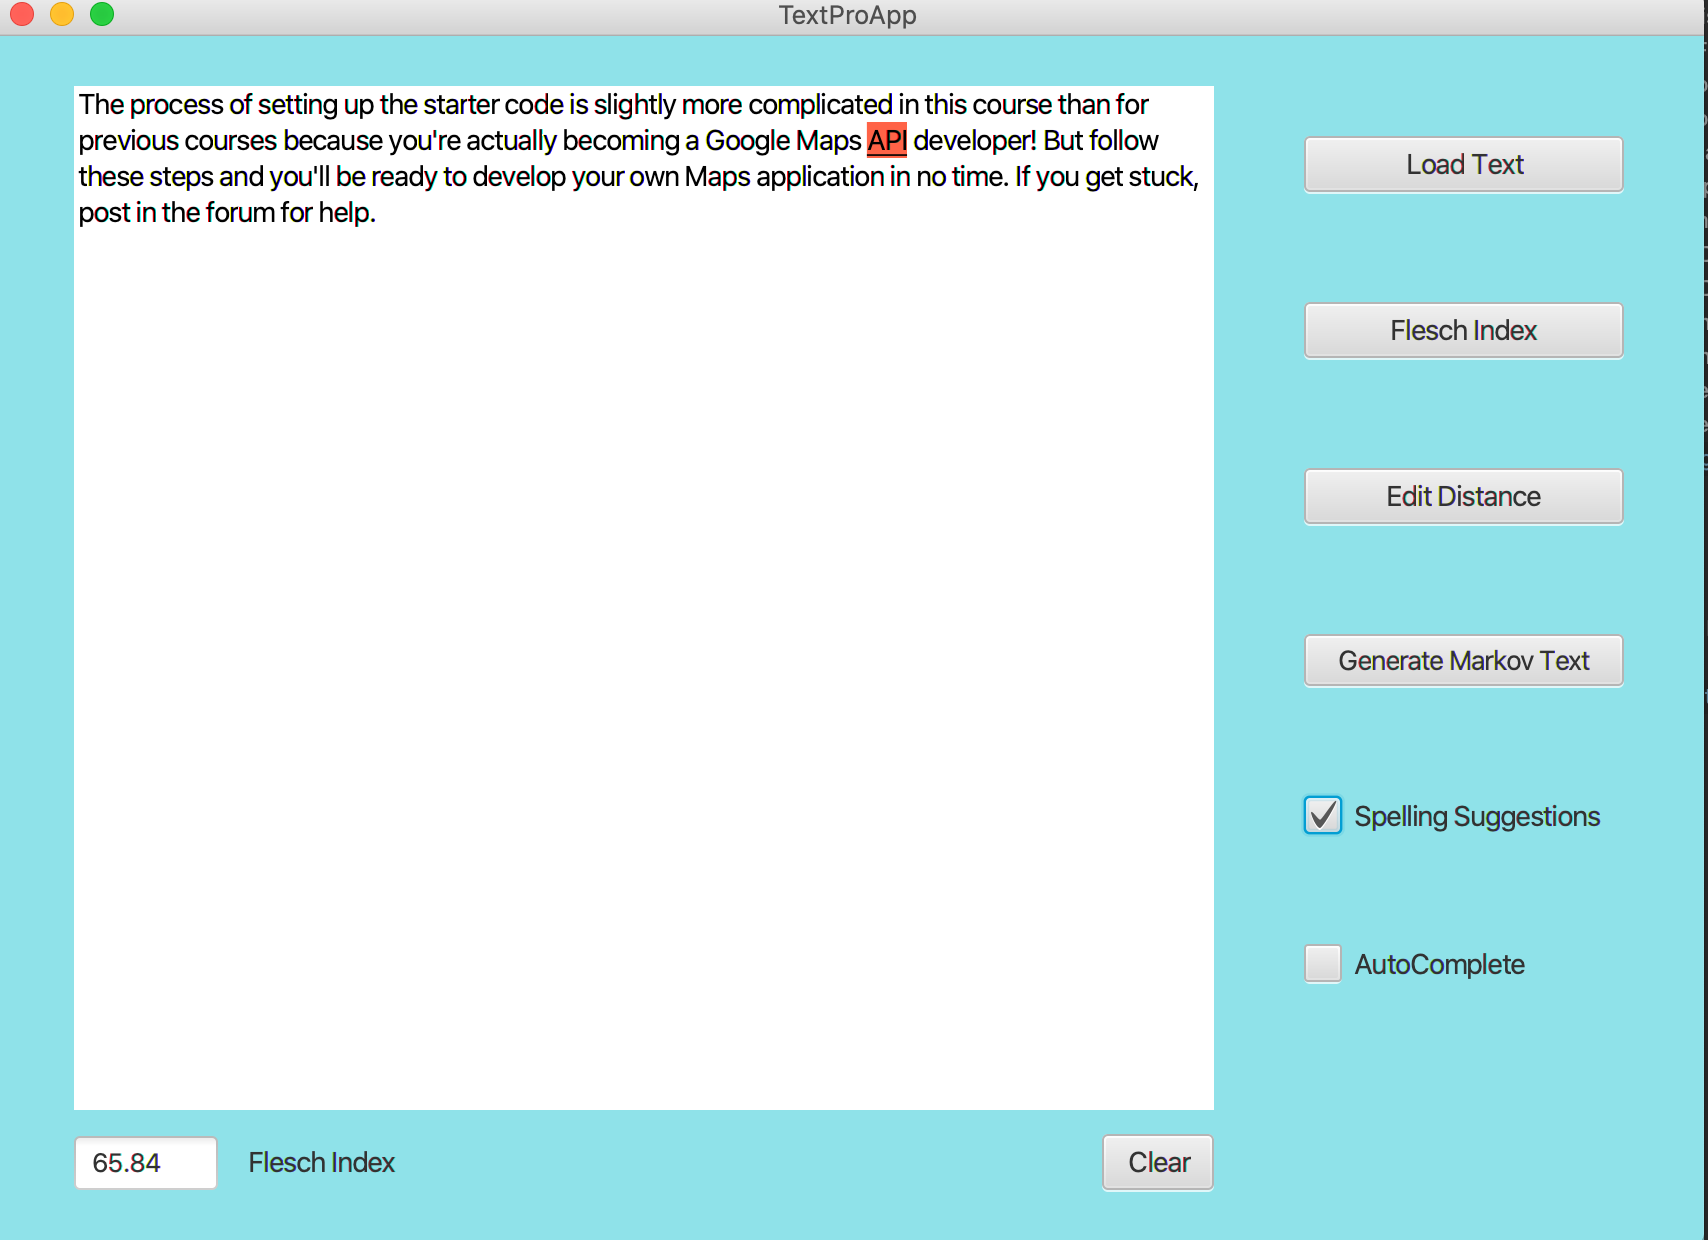 TextProApp
The process of setting up the starter code is slightly more complicated in this course than for
previous courses because you're actually becoming a Google Maps API developer! But follow
these steps and you'll be ready to develop your own Maps application in no time. If you get stuck,
post in the forum for help.
Load Text
Flesch Index
Edit Distance
Generate Markov Text
Spelling Suggestions
AutoComplete
65.84
Flesch Index
Clear